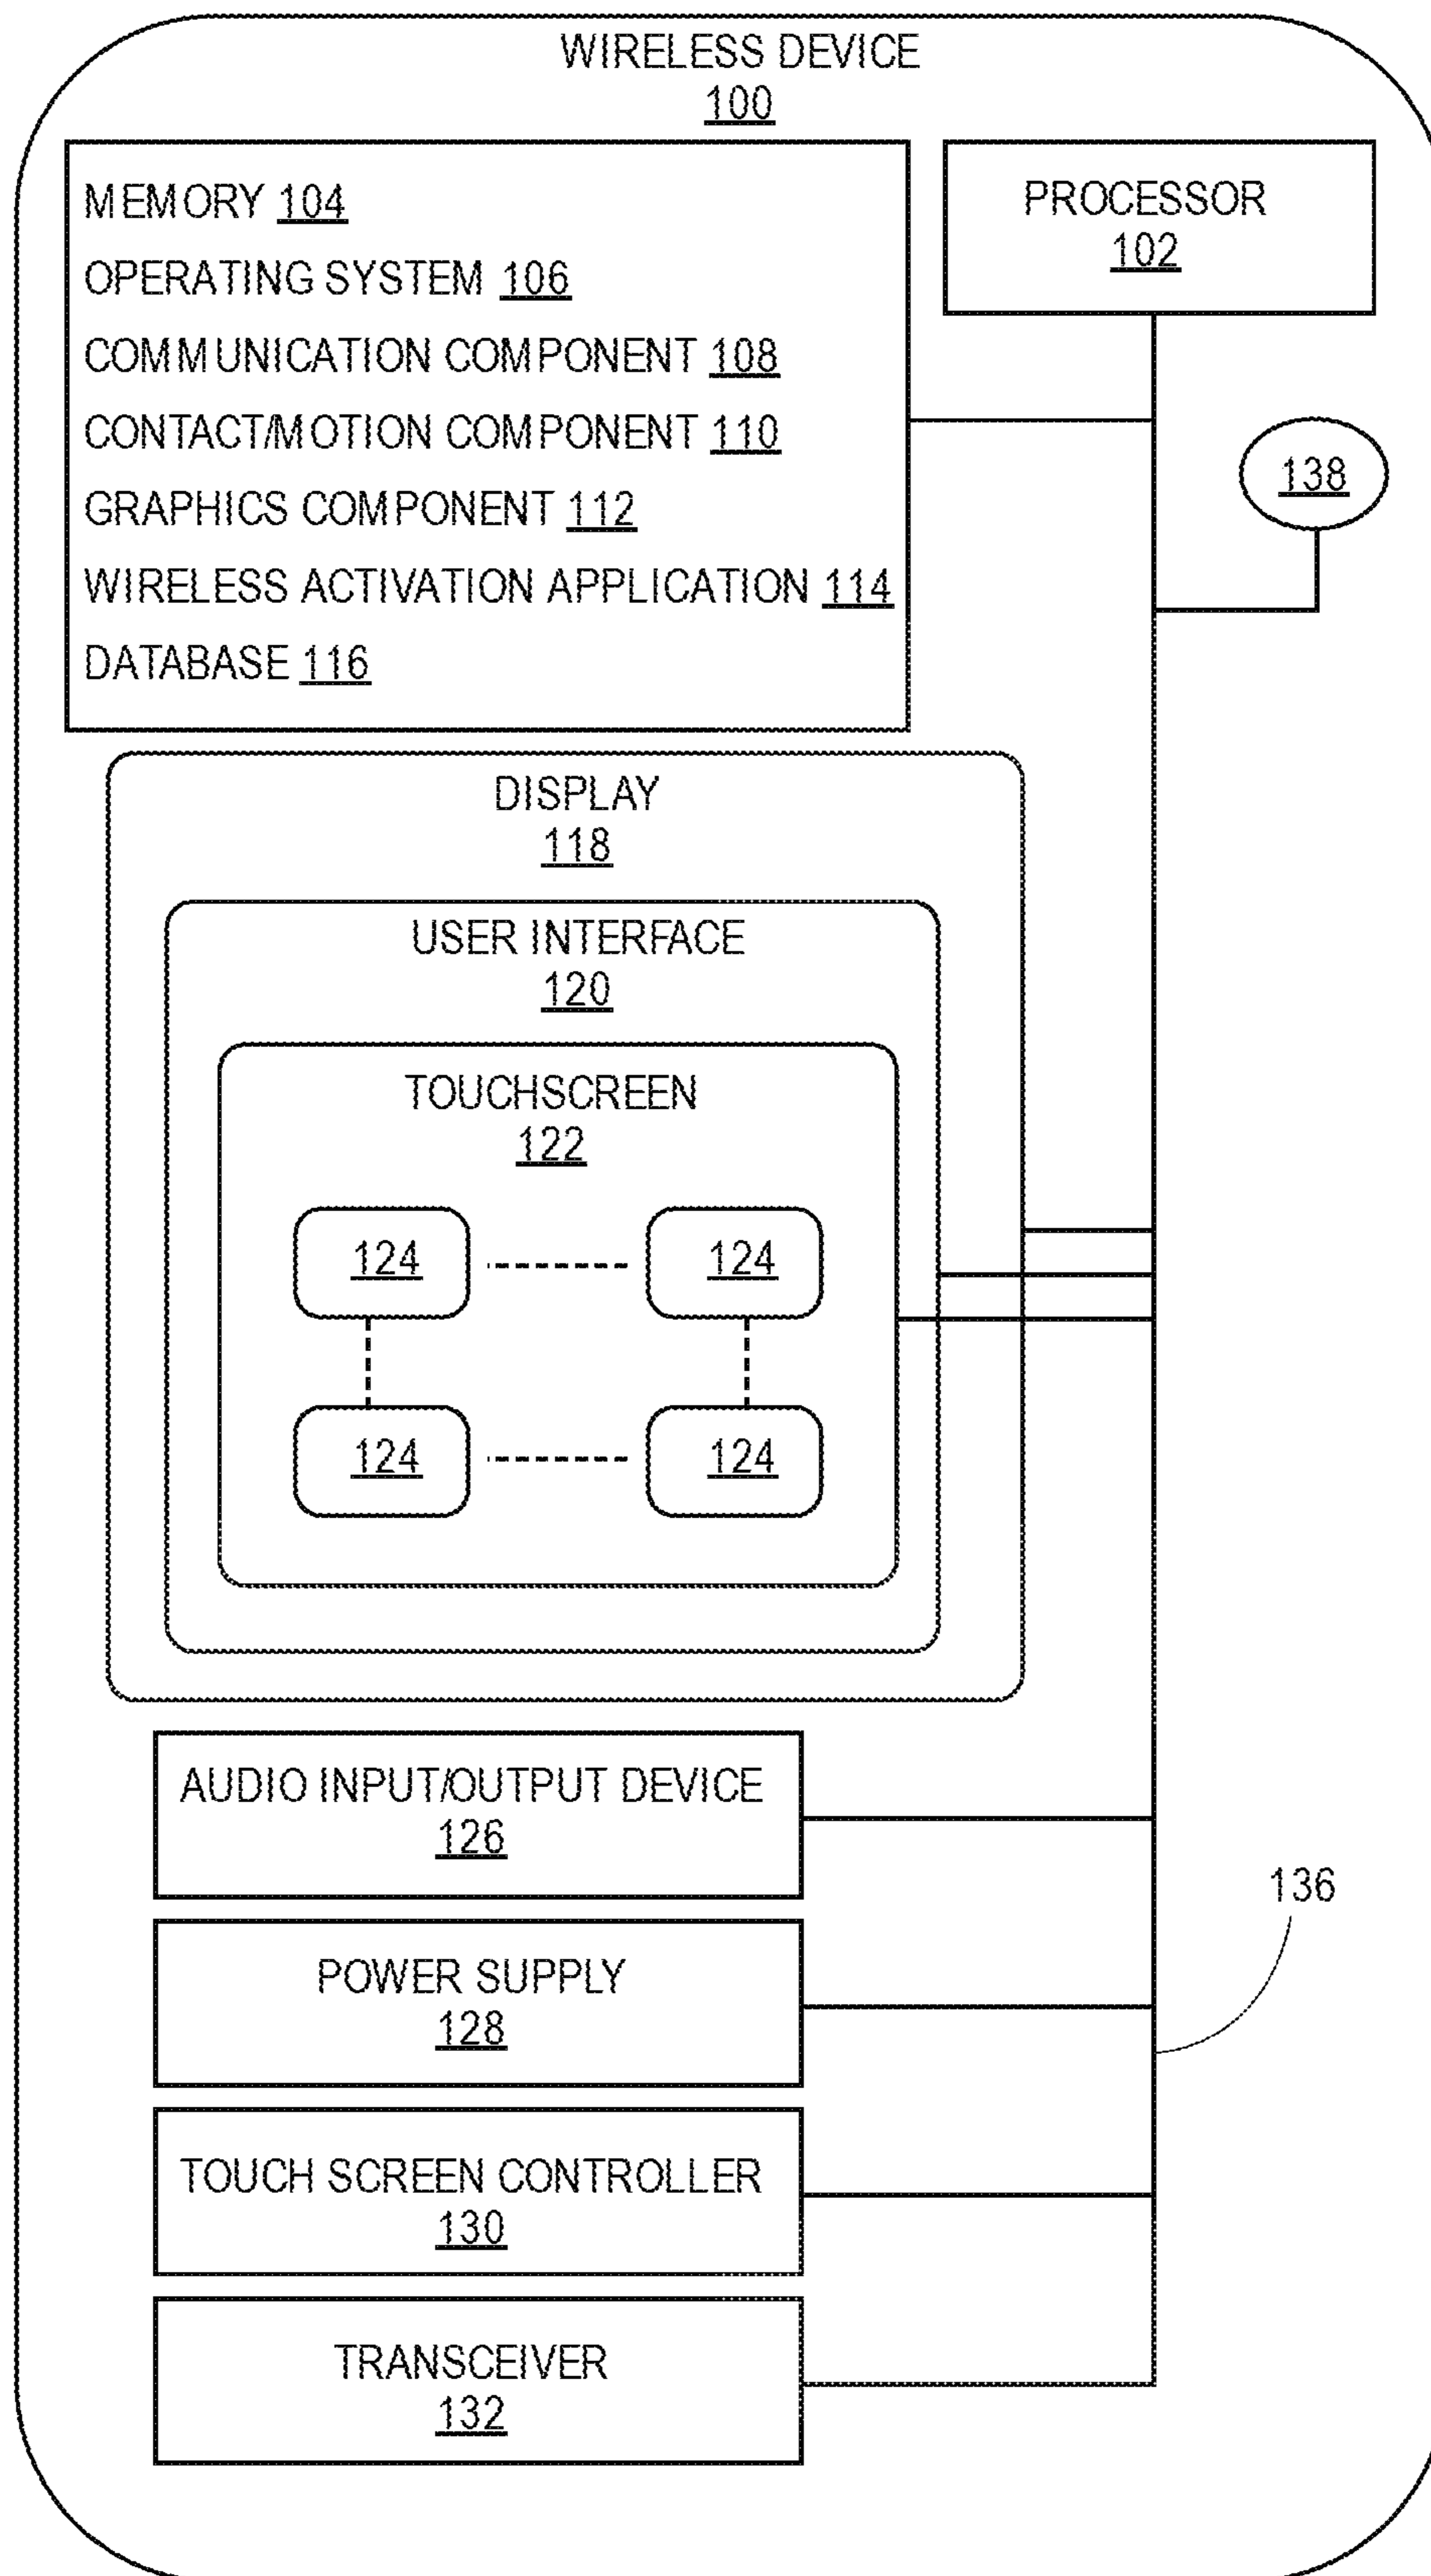 WIRELESS DEVICE
100
MEMORY 104
OPERATING SYSTEM 106
COMMUNICATION COMPONENT 108
CONTACT/MOTION COMPONENT 110
GRAPHICS COMPONENT 112
WIRELESS ACTIVATION APPLICATION 114
DATABASE 116
PROCESSOR
102
138
DISPLAY
118
USER INTERFACE
120
TOUCHSCREEN
122
124 124
124 124
AUDIO INPUT/OUTPUT DEVICE
126
136
POWER SUPPLY
128
TOUCH SCREEN CONTROLLER
130
TRANSCEIVER
132